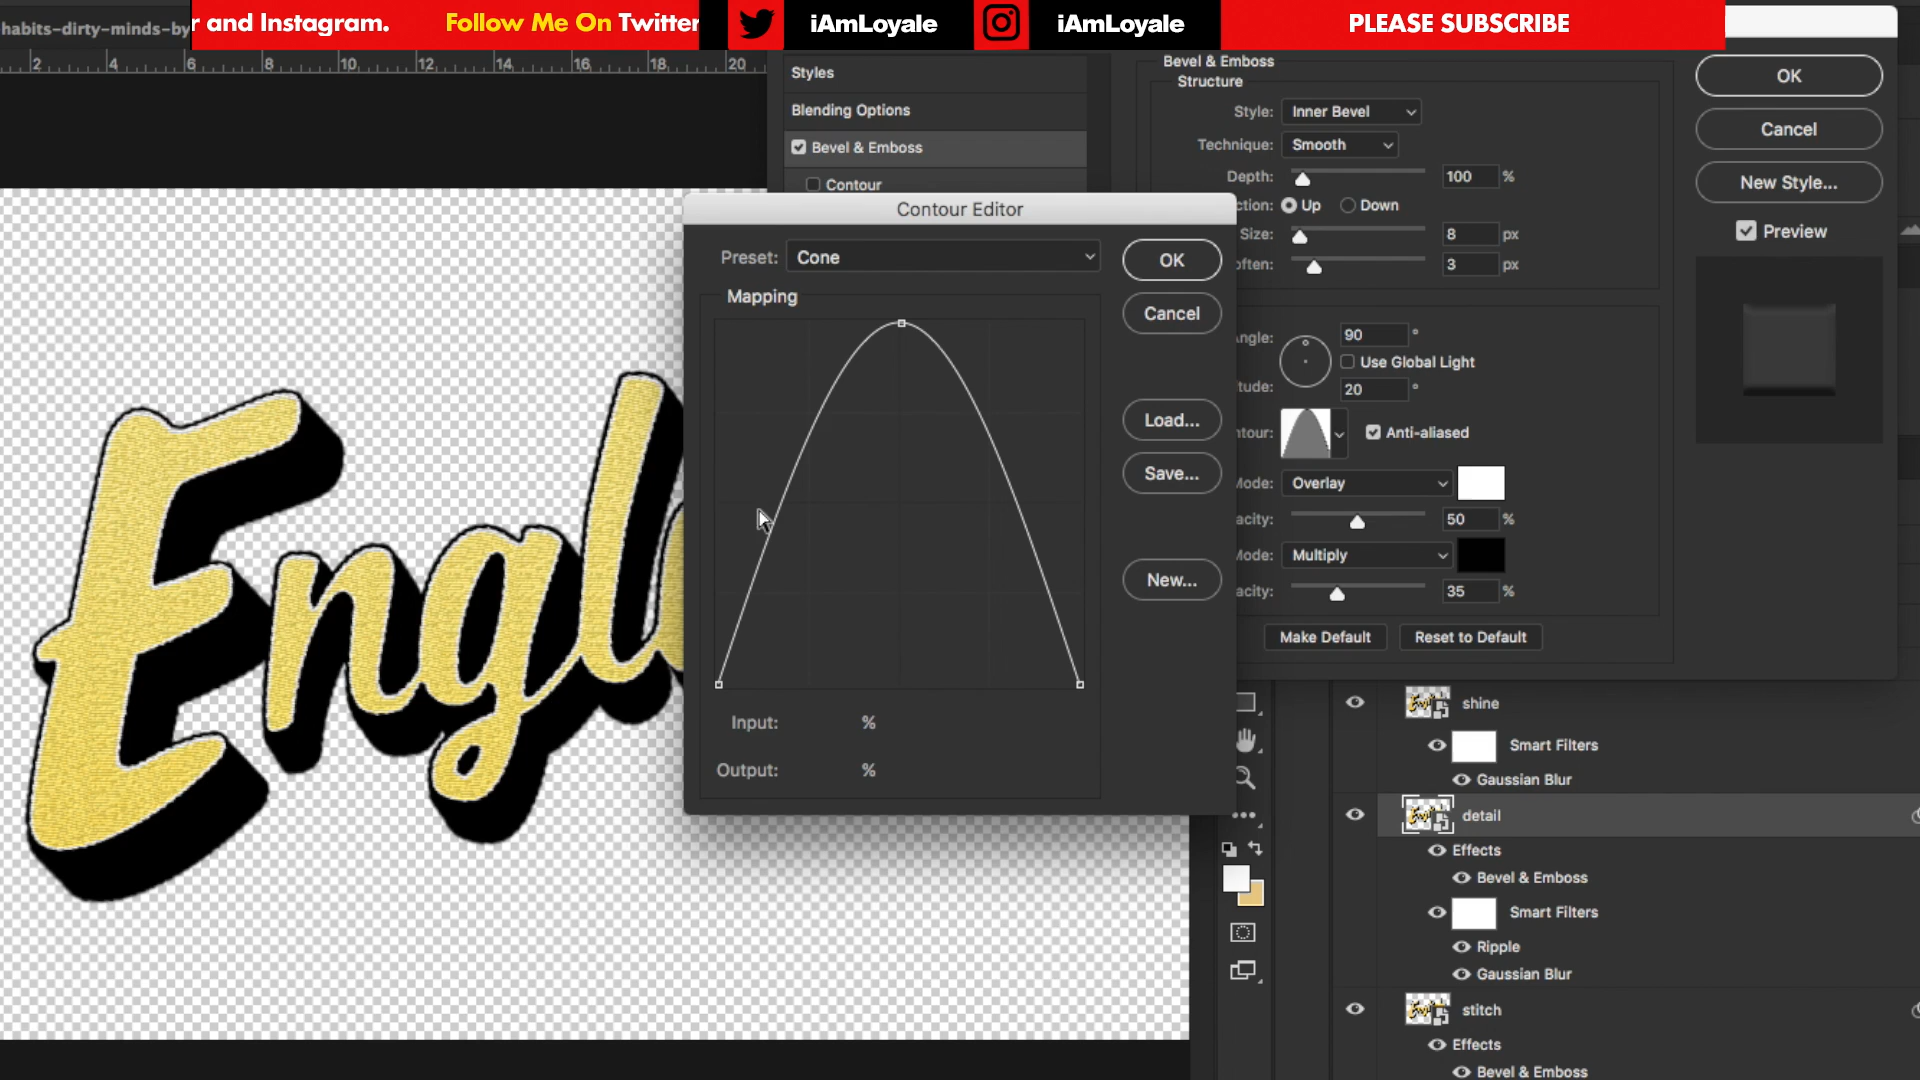 habits-dirty-minds-by
r and Instagram. Follow Me On Twitter
iAmLoyale
iAmLoyale
PLEASE SUBSCRIBE
2 4 6 8 10 12 14 16 18 20
Styles
Blending Options
Bevel & Emboss
Contour
Bevel & Emboss
Structure
Style: Inner Bevel
Technique: Smooth
Depth: 100 %
ction: Up Down
Size: 8 px
ften: 3 px
OK
Cancel
New Style...
Preview
Contour Editor
Preset: Cone
Mapping
Input: %
Output: %
OK
Cancel
Load...
Save...
New...
Angle: 90 °
Use Global Light
tude: 20 °
ntour: Anti-aliased
Mode: Overlay
acity: 50 %
Mode: Multiply
acity: 35 %
Make Default Reset to Default
Engl
shine
Smart Filters
Gaussian Blur
detail
Effects
Bevel & Emboss
Smart Filters
Ripple
Gaussian Blur
stitch
Effects
Bevel & Emboss